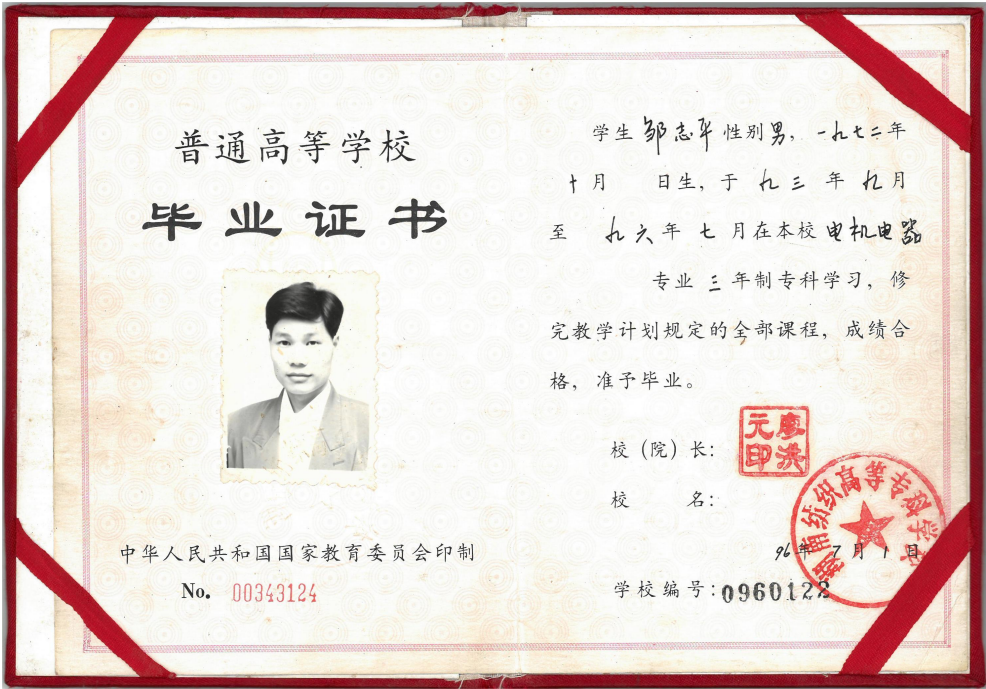 普通高等学校
毕业证书
中华人民共和国国家教育委员会印制
No. 00343124
学生 邹志平 性别 男，一九七二年
十月 日生，于 九三 年 九月
至 九六 年 七 月在本校 电机电器
专业 三 年制专科学习，修
完教学计划规定的全部课程，成绩合
格，准予毕业。
校（院）长：
廖洪元印
校 名：
湖南纺织高等专科学校
96年 7月 1日
学校编号：0960122